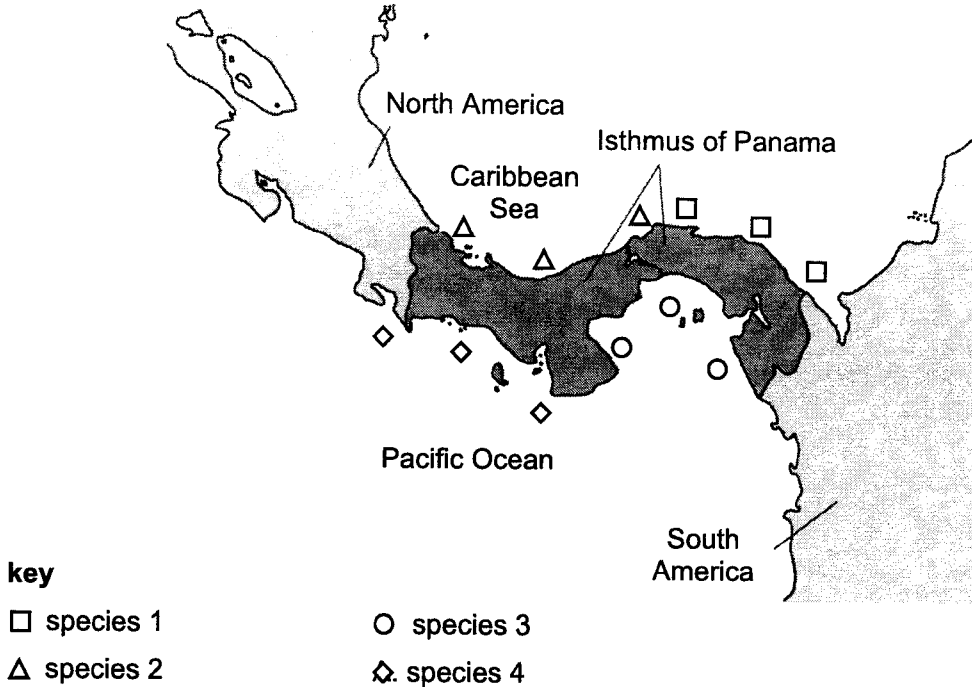 North America
Isthmus of Panama
Caribbean
Sea
Pacific Ocean
South
America
key
species 1
species 3
species 2
species 4